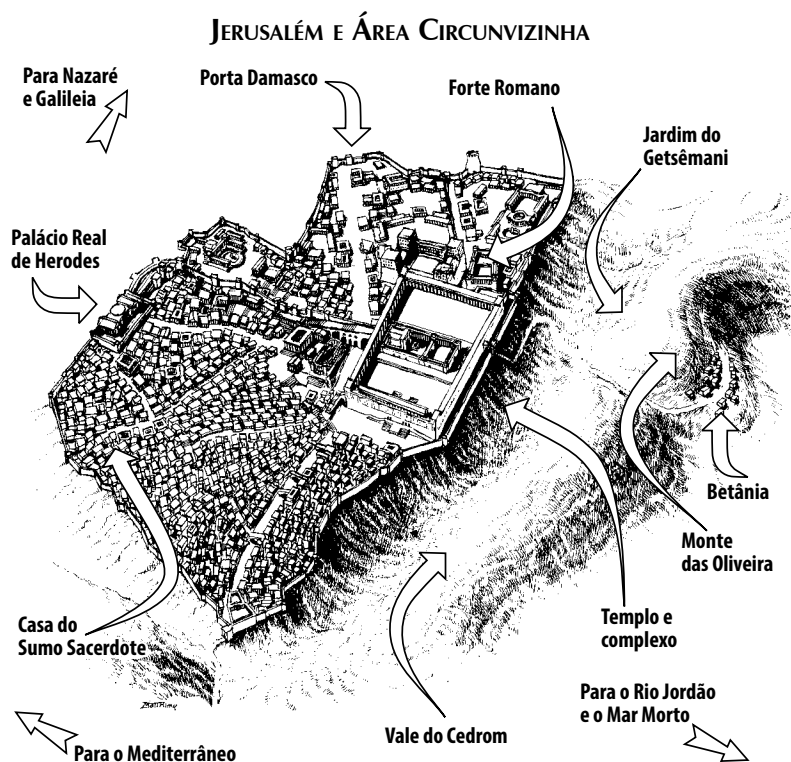 Jerusalém e Área Circunvizinha
Para Nazaré
e Galileia
Porta Damasco
Forte Romano
Jardim do
Getsêmani
Palácio Real
de Herodes
Betânia
Monte
das Oliveira
Templo e
complexo
Casa do
Sumo Sacerdote
Para o Rio Jordão
e o Mar Morto
Vale do Cedrom
Para o Mediterrâneo